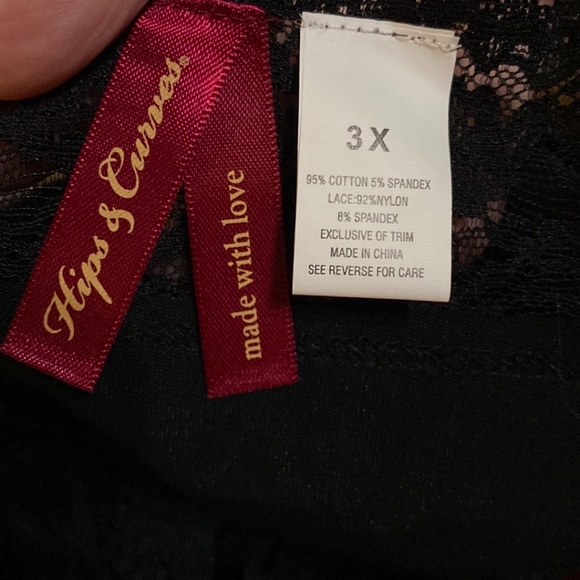 Hips & Curves®
made with love
3X
95% COTTON 5% SPANDEX
LACE:92%NYLON
8% SPANDEX
EXCLUSIVE OF TRIM
MADE IN CHINA
SEE REVERSE FOR CARE